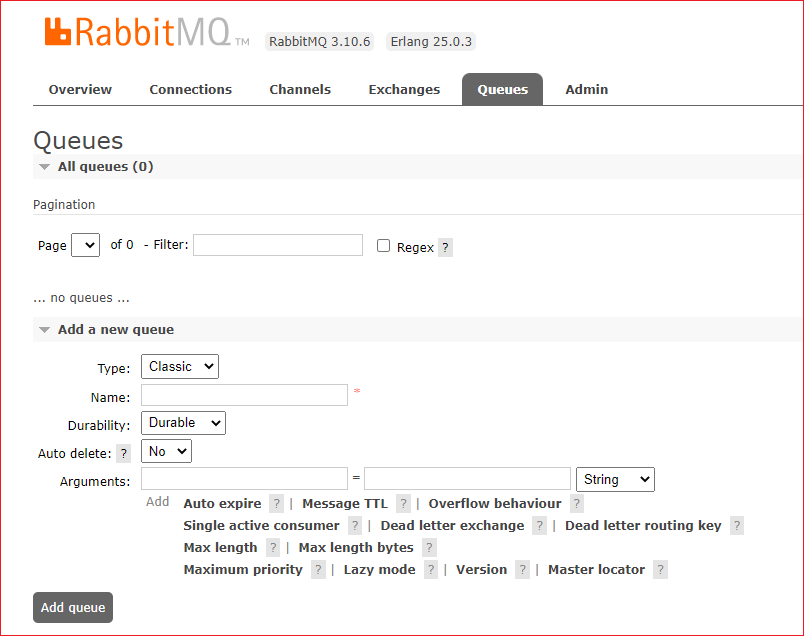 RabbitMQ TM RabbitMQ 3.10.6 Erlang 25.0.3
Overview Connections Channels Exchanges Queues Admin
Queues
All queues (0)
Pagination
Page of 0 - Filter: Regex ?
... no queues ...
Add a new queue
Type: Classic
Name: *
Durability: Durable
Auto delete: ? No
Arguments: = String
Add Auto expire ? | Message TTL ? | Overflow behaviour ?
Single active consumer ? | Dead letter exchange ? | Dead letter routing key ?
Max length ? | Max length bytes ?
Maximum priority ? | Lazy mode ? | Version ? | Master locator ?
Add queue